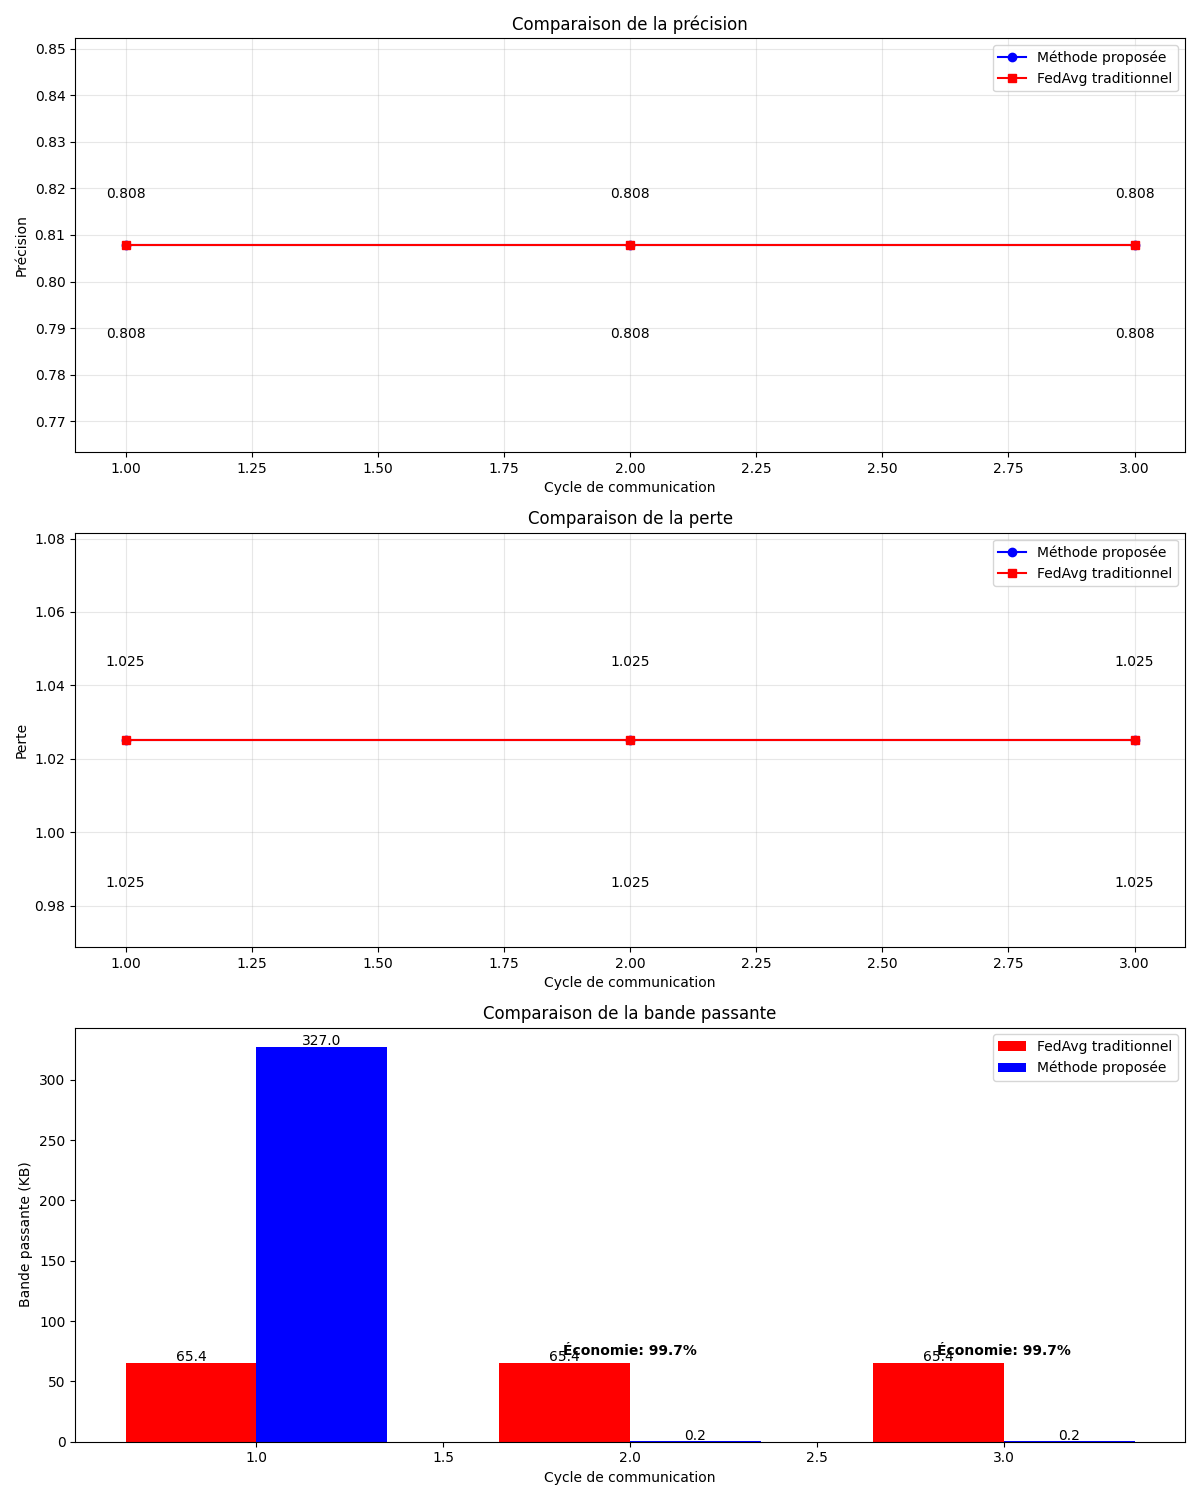 Comparaison de la précision
0.85
0.84
0.83
0.82
0.81
0.80
0.79
0.78
0.77
Précision
Méthode proposée
FedAvg traditionnel
0.808 0.808 0.808
0.808 0.808 0.808
1.00 1.25 1.50 1.75 2.00 2.25 2.50 2.75 3.00
Cycle de communication
Comparaison de la perte
1.08
1.06
1.04
1.02
1.00
0.98
Perte
Méthode proposée
FedAvg traditionnel
1.025 1.025 1.025
1.025 1.025 1.025
1.00 1.25 1.50 1.75 2.00 2.25 2.50 2.75 3.00
Cycle de communication
Comparaison de la bande passante
300
250
200
150
100
50
0
Bande passante (KB)
FedAvg traditionnel
Méthode proposée
327.0
Économie: 99.7% Économie: 99.7%
65.4 65.4 65.4
0.2 0.2
1.0 1.5 2.0 2.5 3.0
Cycle de communication